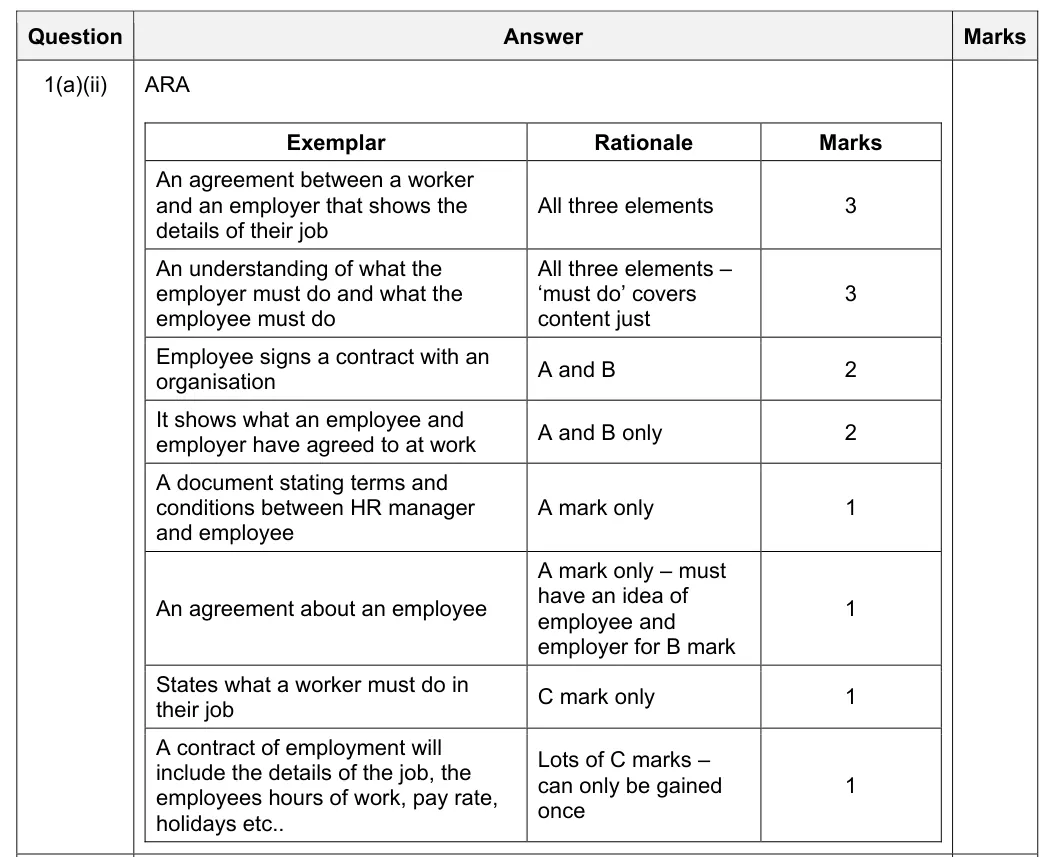 Question Answer Marks
1(a)(ii) ARA
Exemplar Rationale Marks
An agreement between a worker
and an employer that shows the
details of their job
All three elements
3
An understanding of what the
employer must do and what the
employee must do
All three elements –
‘must do’ covers
content just
3
Employee signs a contract with an
organisation
A and B
2
It shows what an employee and
employer have agreed to at work
A and B only
2
A document stating terms and
conditions between HR manager
and employee
A mark only
1
An agreement about an employee
A mark only – must
have an idea of
employee and
employer for B mark
1
States what a worker must do in
their job
C mark only
1
A contract of employment will
include the details of the job, the
employees hours of work, pay rate,
holidays etc..
Lots of C marks –
can only be gained
once
1